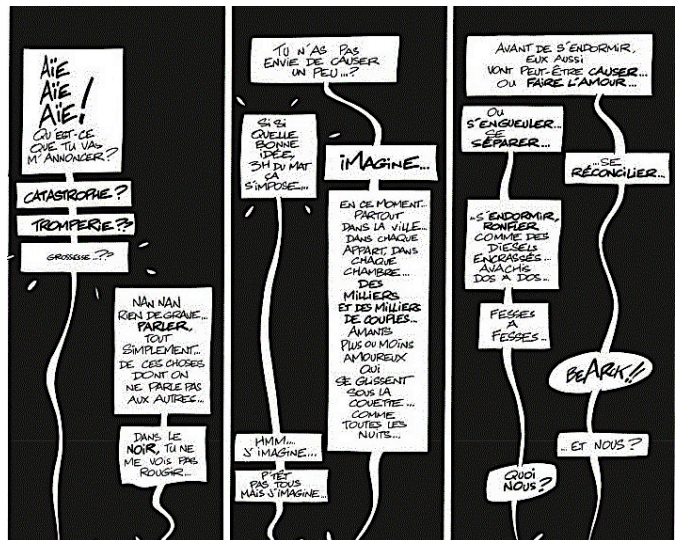 AÏE
AÏE
AÏE!
QU'EST-CE
QUE TU VAS
M'ANNONCER?
CATASTROPHE?
TROMPERIE??
GROSSESSE..??
NAN NAN
RIEN DE GRAVE...
PARLER,
TOUT
SIMPLEMENT...
DE CES CHOSES
DONT ON
NE PARLE PAS
AUX AUTRES...
DANS LE
NOIR, TU NE
ME VOIS PAS
ROUGIR...
TU N'AS PAS
ENVIE DE CAUSER
UN PEU...?
SI SI
QUELLE
BONNE
IDÉE,
3H DU MAT
ÇA
S'IMPOSE....
IMAGINE...
EN CE MOMENT...
PARTOUT
DANS LA VILLE...
DANS CHAQUE
APPART, DANS
CHAQUE
CHAMBRE...
DES
MILLIERS
ET DES MILLIERS
DE COUPLES...
AMANTS
PLUS OU MOINS
AMOUREUX
QUI
SE GLISSENT
SOUS LA
COUETTE...
COMME
TOUTES LES
NUITS...
HMM...
J'IMAGINE...
P'TÊT
PAS TOUS
MAIS J'IMAGINE...
AVANT DE S'ENDORMIR,
EUX AUSSI
VONT PEUT-ÊTRE CAUSER...
OU FAIRE L'AMOUR...
OU
S'ENGUEULER...
SE
SÉPARER...
...SE
RÉCONCILIER...
..S'ENDORMIR,
RONFLER
COMME DES
DIESELS
ENCRASSÉS...
AVACHIS
DOS À DOS...
FESSES
À
FESSES...
BEARCK!!
... ET NOUS?
QUOI
NOUS?